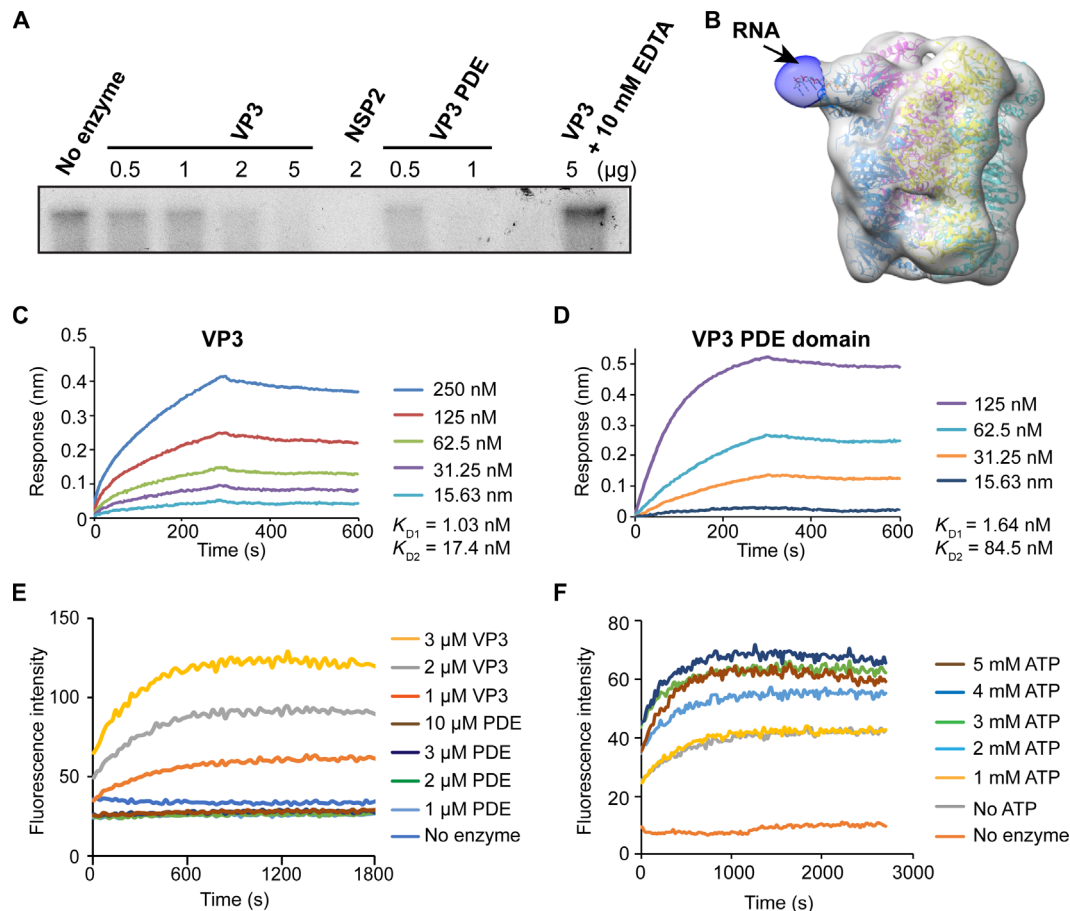 A
No enzyme
VP3
NSP2
VP3 PDE
VP3
+ 10 mM EDTA
0.5 1 2 5 2 0.5 1 5 (µg)
B
RNA
C
VP3
Response (nm)
0.5
0.4
0.3
0.2
0.1
0
0 200 400 600
Time (s)
250 nM
125 nM
62.5 nM
31.25 nM
15.63 nm
KD1 = 1.03 nM
KD2 = 17.4 nM
D
VP3 PDE domain
Response (nm)
0.5
0.4
0.3
0.2
0.1
0
0 200 400 600
Time (s)
125 nM
62.5 nM
31.25 nM
15.63 nm
KD1 = 1.64 nM
KD2 = 84.5 nM
E
Fluorescence intensity
150
100
50
0
0 600 1200 1800
Time (s)
3 µM VP3
2 µM VP3
1 µM VP3
10 µM PDE
3 µM PDE
2 µM PDE
1 µM PDE
No enzyme
F
Fluorescence intensity
80
60
40
20
0
0 1000 2000 3000
Time (s)
5 mM ATP
4 mM ATP
3 mM ATP
2 mM ATP
1 mM ATP
No ATP
No enzyme